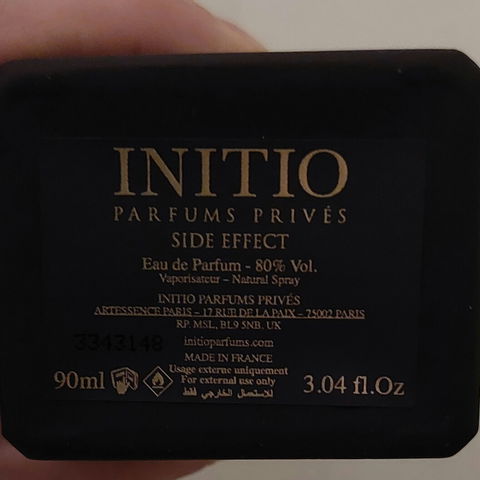 INITIO
PARFUMS PRIVÉS
SIDE EFFECT
Eau de Parfum - 80% Vol.
Vaporisateur – Natural Spray
INITIO PARFUMS PRIVÉS
ARTESSENCE PARIS – 17 RUE DE LA PAIX – 75002 PARIS
RP. MSL, BL9 5NB. UK
3343148 initioparfums.com
MADE IN FRANCE
Usage externe uniquement
90ml For external use only 3.04 fl.Oz
للاستعمال الخارجي فقط